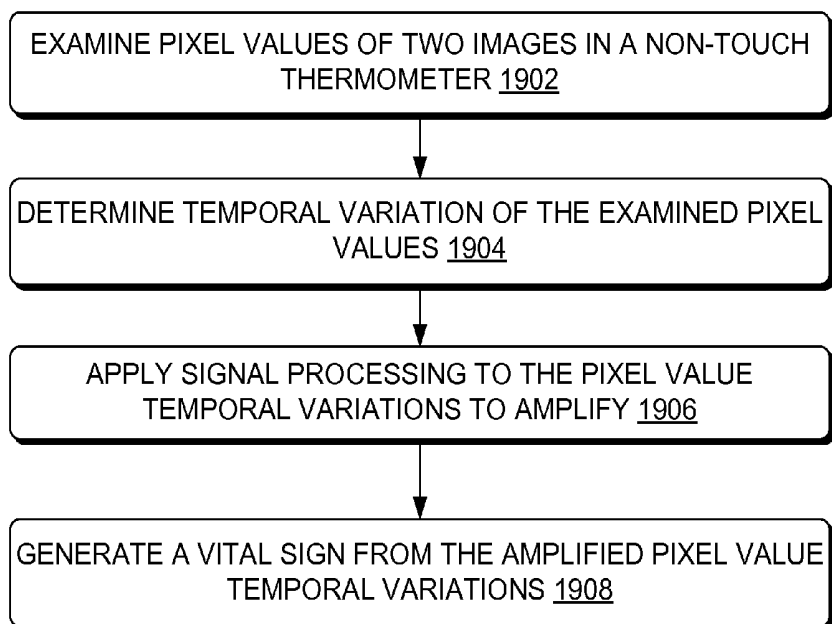 EXAMINE PIXEL VALUES OF TWO IMAGES IN A NON-TOUCH
THERMOMETER 1902
DETERMINE TEMPORAL VARIATION OF THE EXAMINED PIXEL
VALUES 1904
APPLY SIGNAL PROCESSING TO THE PIXEL VALUE
TEMPORAL VARIATIONS TO AMPLIFY 1906
GENERATE A VITAL SIGN FROM THE AMPLIFIED PIXEL VALUE
TEMPORAL VARIATIONS 1908